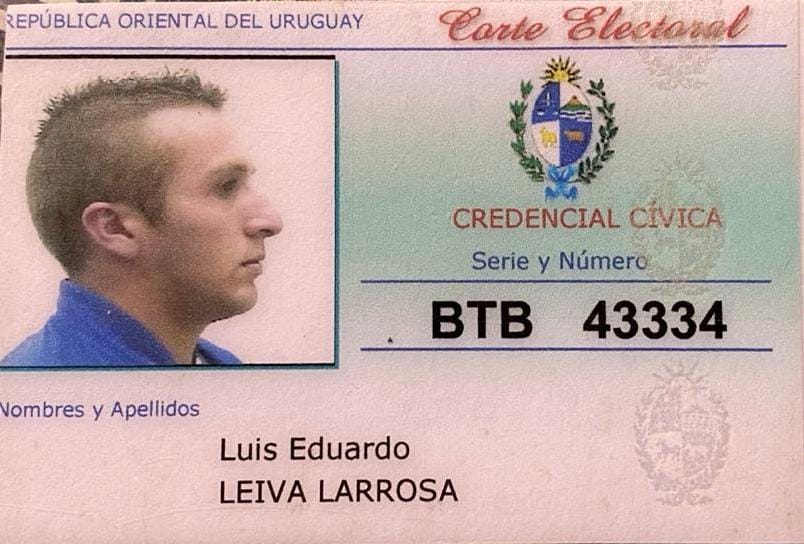 REPÚBLICA ORIENTAL DEL URUGUAY
Corte Electoral
CREDENCIAL CÍVICA
Serie y Número
BTB 43334
Nombres y Apellidos
Luis Eduardo
LEIVA LARROSA